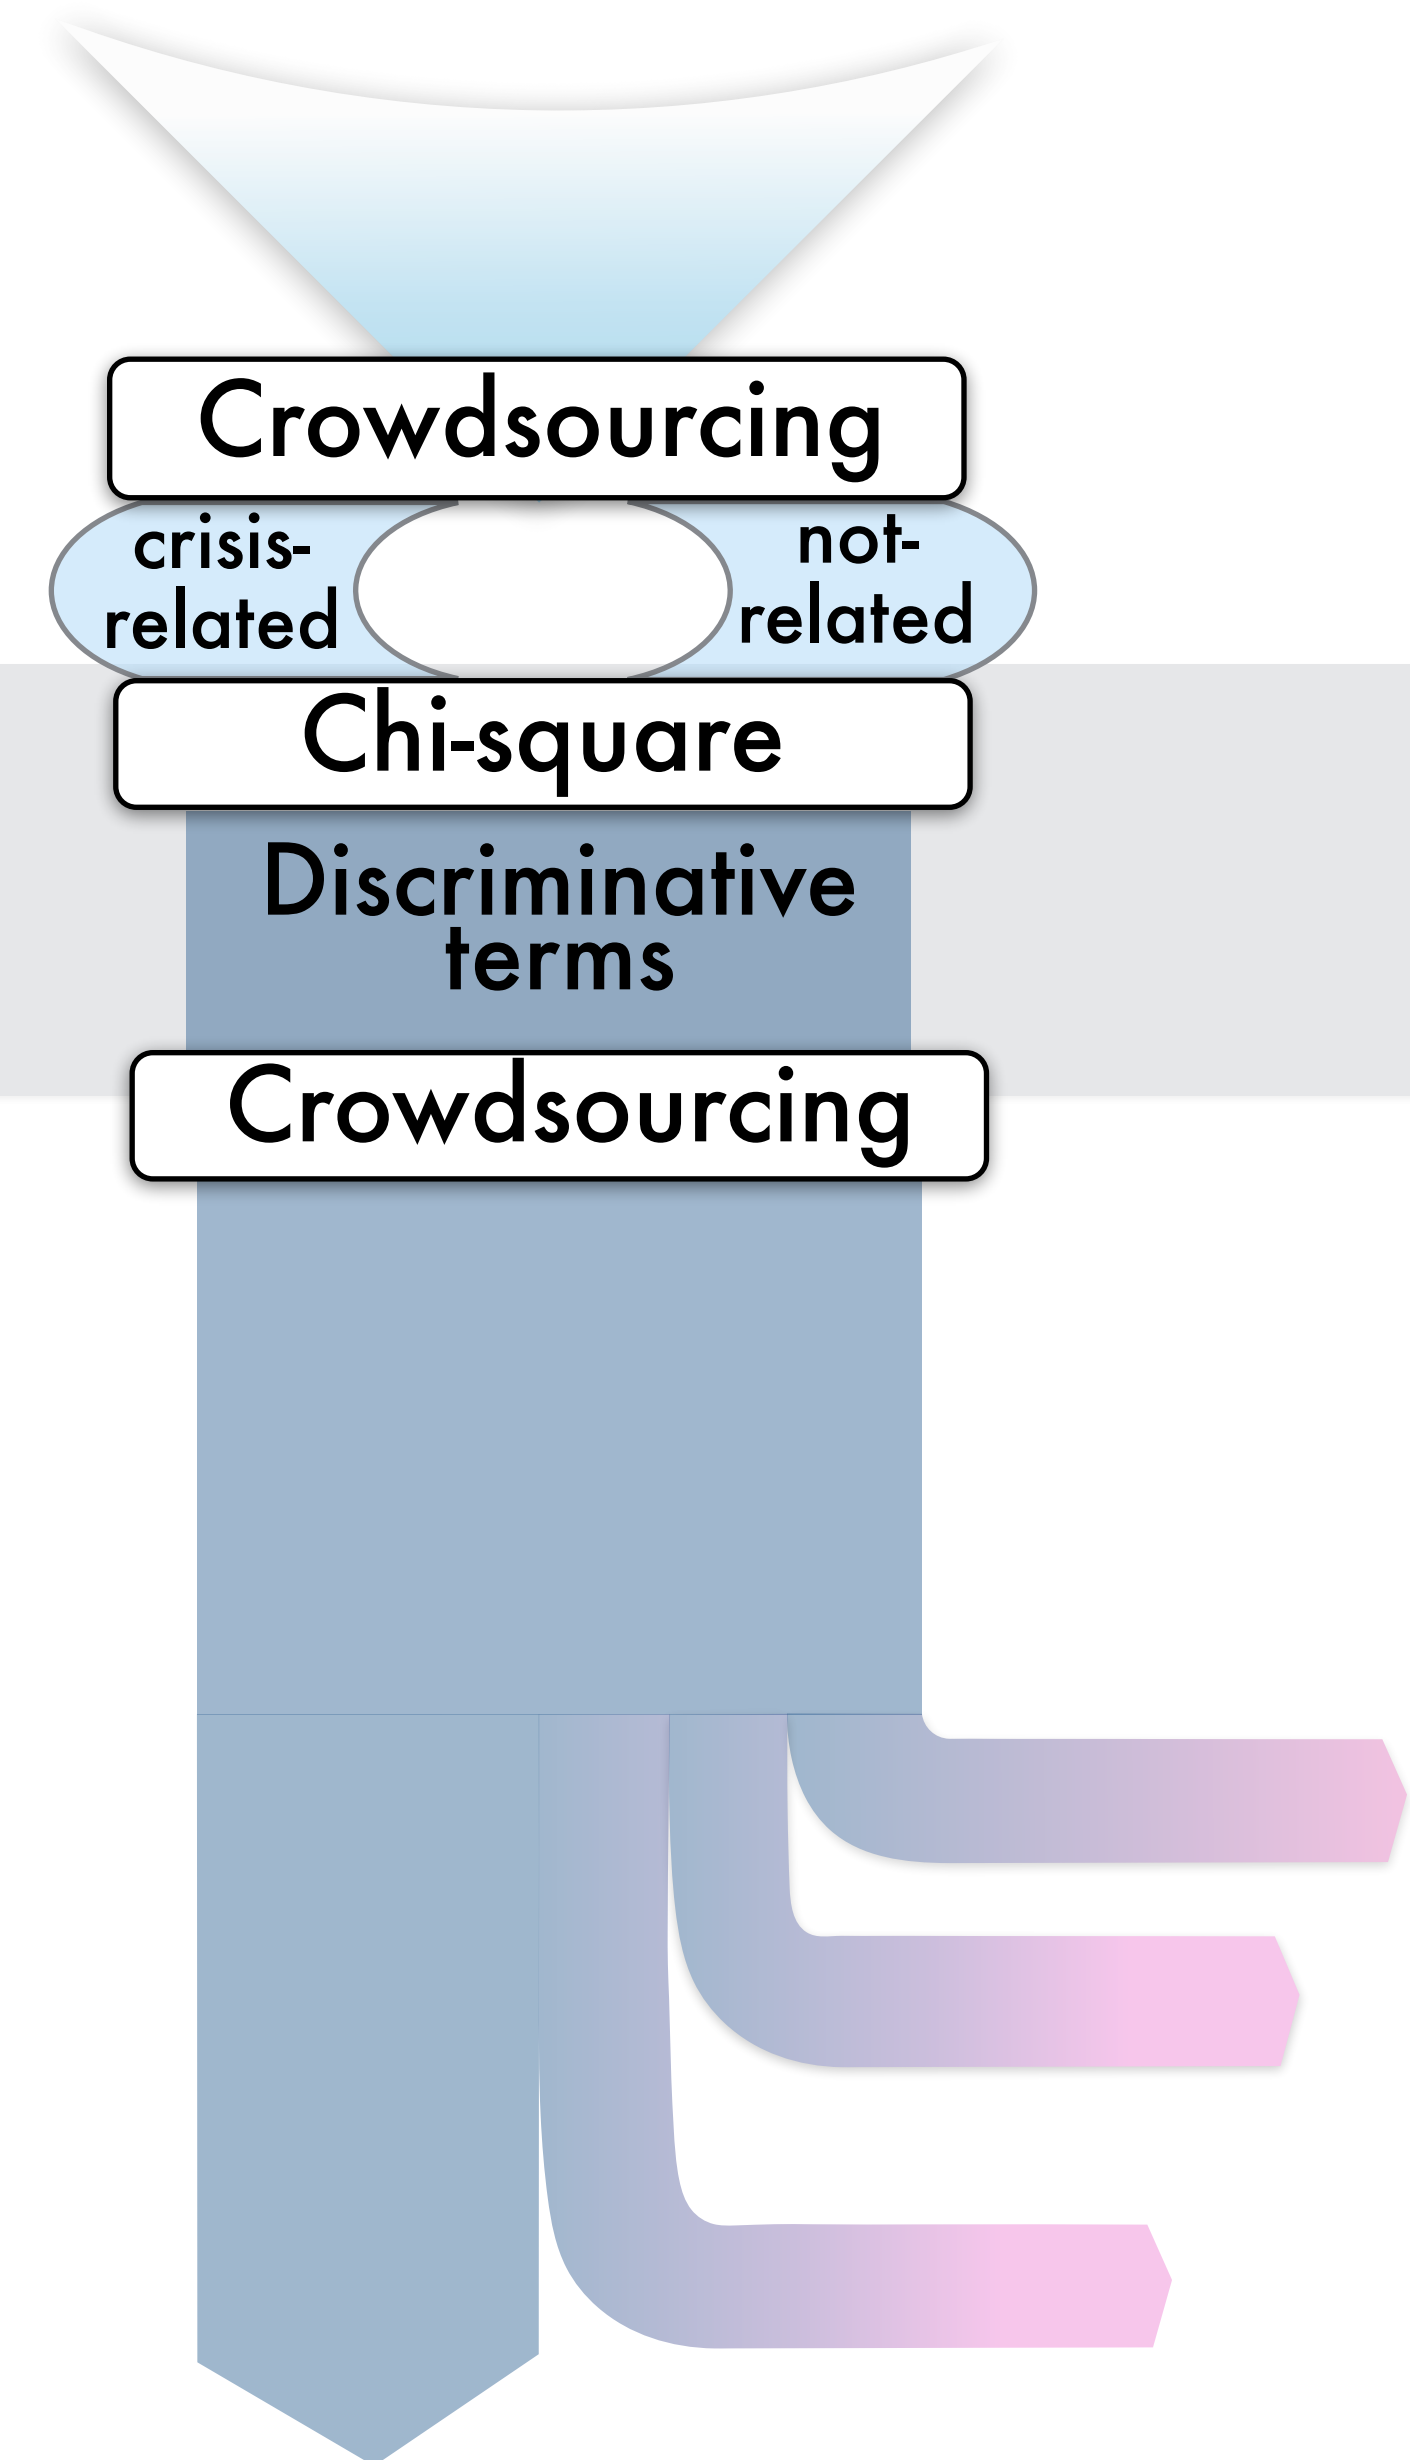 Crowdsourcing
crisis-
related
not-
related
Chi-square
Discriminative
terms
Crowdsourcing